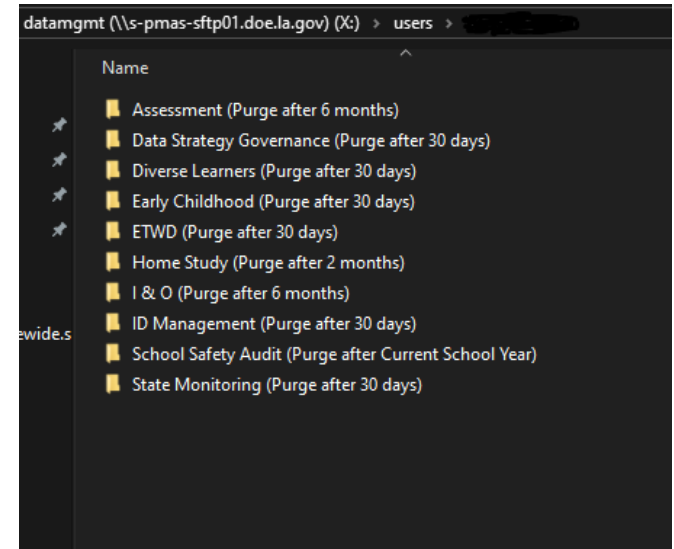 datamgmt (\\s-pmas-sftp01.doe.la.gov) (X:) > users >
Name
Assessment (Purge after 6 months)
Data Strategy Governance (Purge after 30 days)
Diverse Learners (Purge after 30 days)
Early Childhood (Purge after 30 days)
ETWD (Purge after 30 days)
Home Study (Purge after 2 months)
I & O (Purge after 6 months)
ID Management (Purge after 30 days)
ewide.s
School Safety Audit (Purge after Current School Year)
State Monitoring (Purge after 30 days)